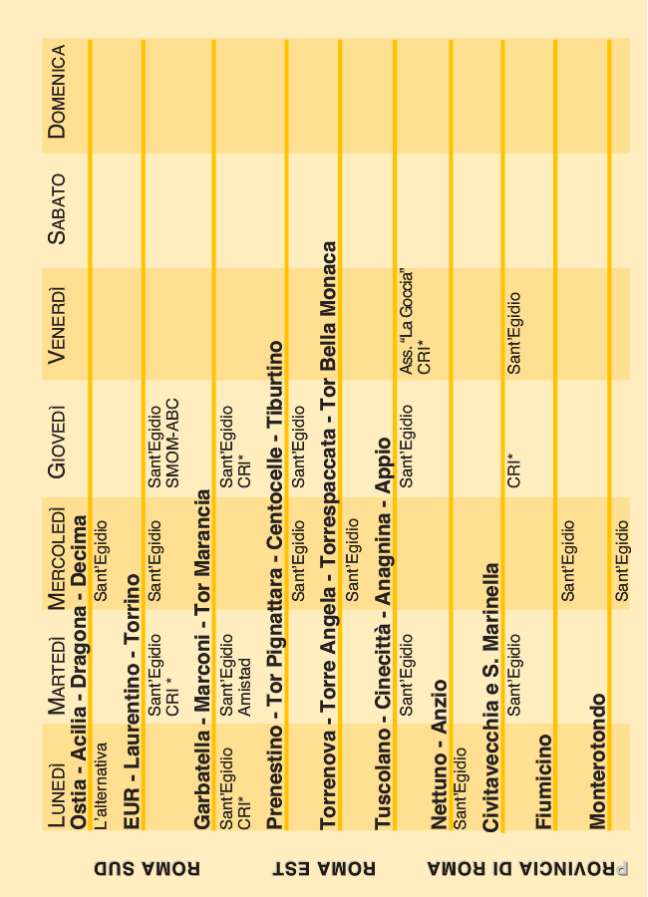 LUNEDÌ MARTEDÌ MERCOLEDÌ GIOVEDÌ VENERDÌ SABATO DOMENICA
ROMA SUD
Ostia - Acilia - Dragona - Decima
L'alternativa Sant'Egidio
EUR - Laurentino - Torrino
Sant'Egidio Sant'Egidio Sant'Egidio
CRI * SMOM-ABC
Garbatella - Marconi - Tor Marancia
Sant'Egidio Sant'Egidio Sant'Egidio
CRI* Amistad CRI*
ROMA EST
Prenestino - Tor Pignattara - Centocelle - Tiburtino
Sant'Egidio Sant'Egidio
Torrenova - Torre Angela - Torrespaccata - Tor Bella Monaca
Sant'Egidio
Tuscolano - Cinecittà - Anagnina - Appio
Sant'Egidio Sant'Egidio Ass. "La Goccia"
CRI*
PROVINCIA DI ROMA
Nettuno - Anzio
Sant'Egidio
Civitavecchia e S. Marinella
Sant'Egidio CRI* Sant'Egidio
Fiumicino
Sant'Egidio
Monterotondo
Sant'Egidio